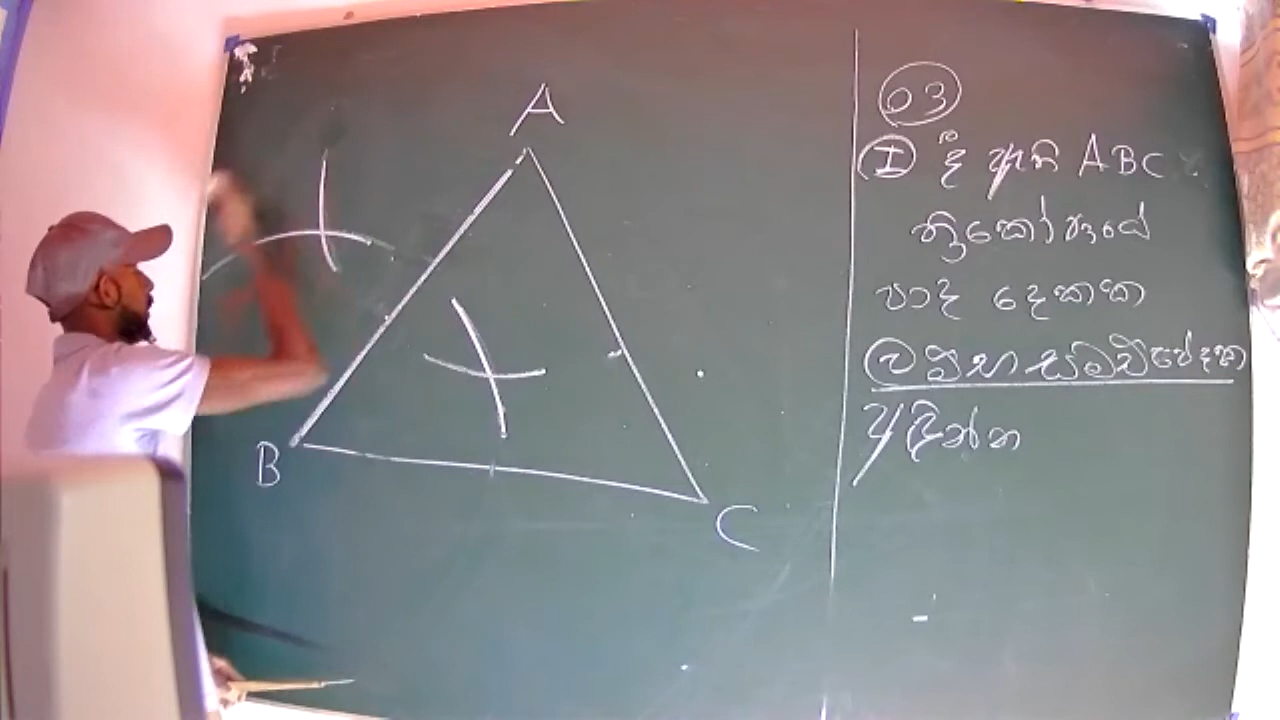 A
B
C
03
I දී ඇති ABC
ත්‍රිකෝණයේ
පාද දෙකක
ලම්භ සමච්ඡේදක
අඳින්න